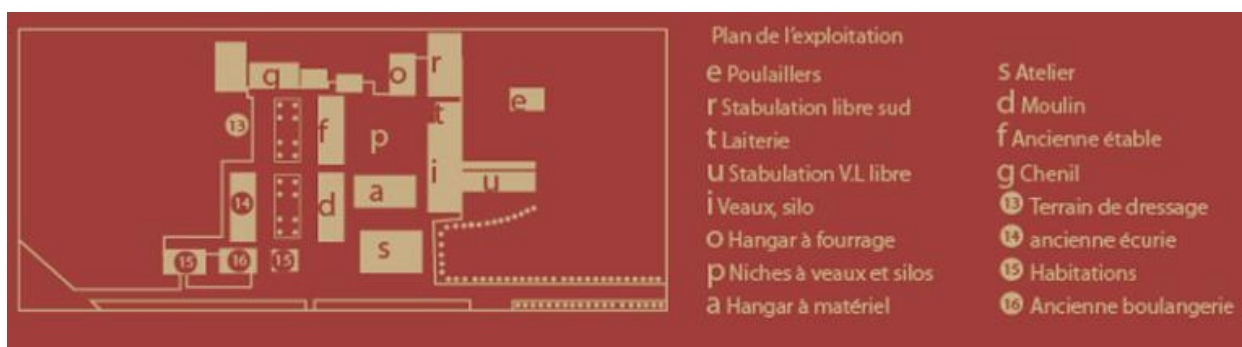 g
o
r
e
13
f
t
p
i
u
14
d
a
15
16
15
s
Plan de l'exploitation
e Poulaillers
r Stabulation libre sud
t Laiterie
u Stabulation V.L libre
i Veaux, silo
o Hangar à fourrage
p Niches à veaux et silos
a Hangar à matériel
s Atelier
d Moulin
f Ancienne étable
g Chenil
13 Terrain de dressage
14 ancienne écurie
15 Habitations
16 Ancienne boulangerie